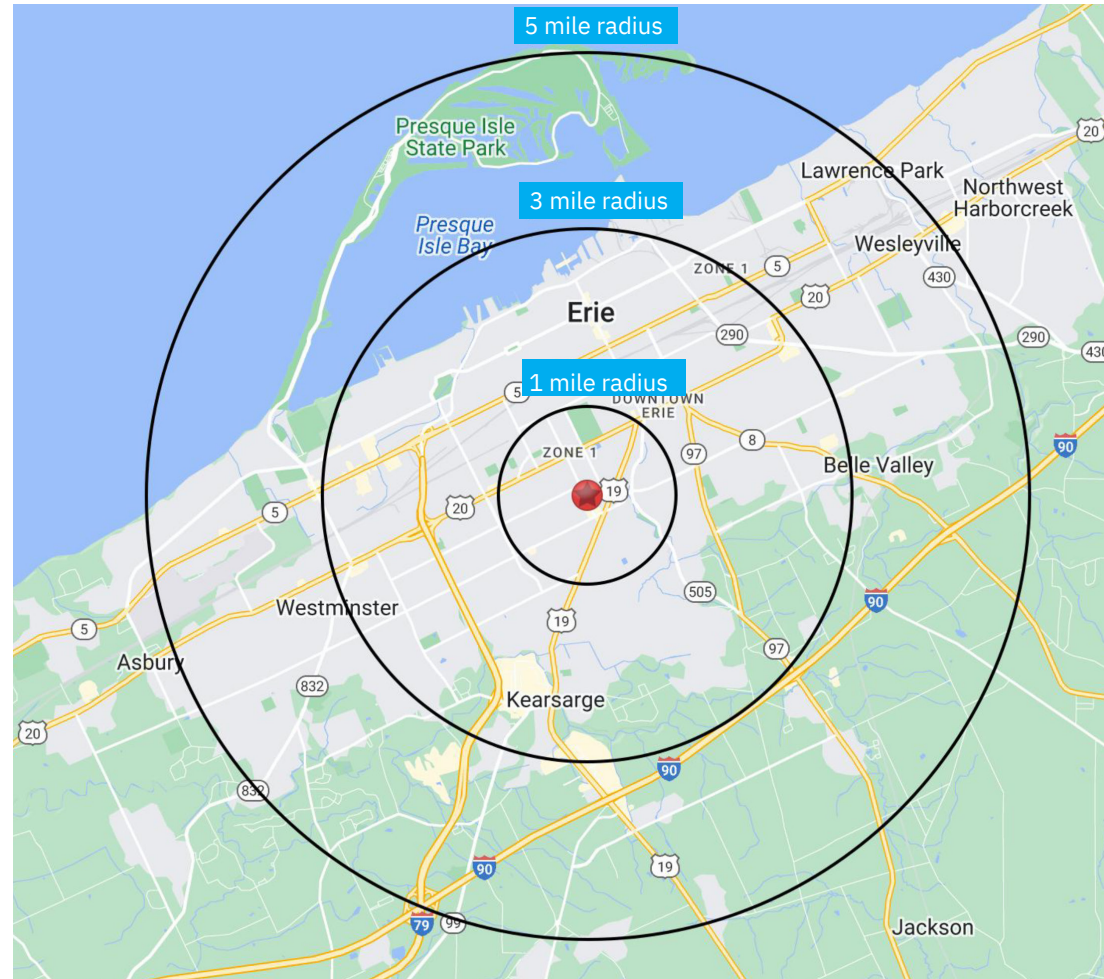 5 mile radius
Presque Isle
State Park
20
3 mile radius
Lawrence Park
Northwest
Harborcreek
Presque
Isle Bay
Wesleyville
ZONE 1
5
430
20
Erie
290
290
430
1 mile radius
5
DOWNTOWN
ERIE
ZONE 1
8
97
90
Belle Valley
19
20
5
505
90
Westminster
19
5
97
Asbury
832
Kearsarge
20
90
832
90
19
79
99
Jackson